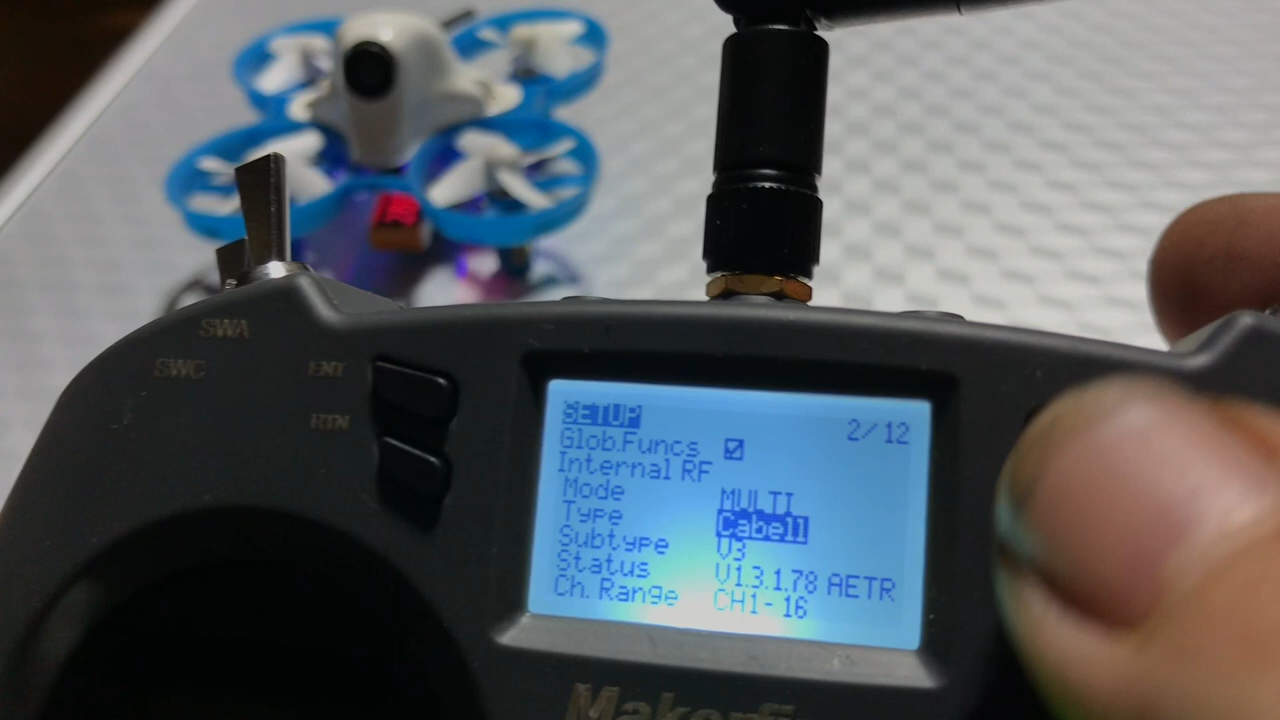 SWA
SWC
ENT
RTN
SETUP 2/12
Glob.Funcs
Internal RF
Mode MULTI
Type Cabell
Subtype V3
Status V1.3.1.78 AETR
Ch. Range CH1-16